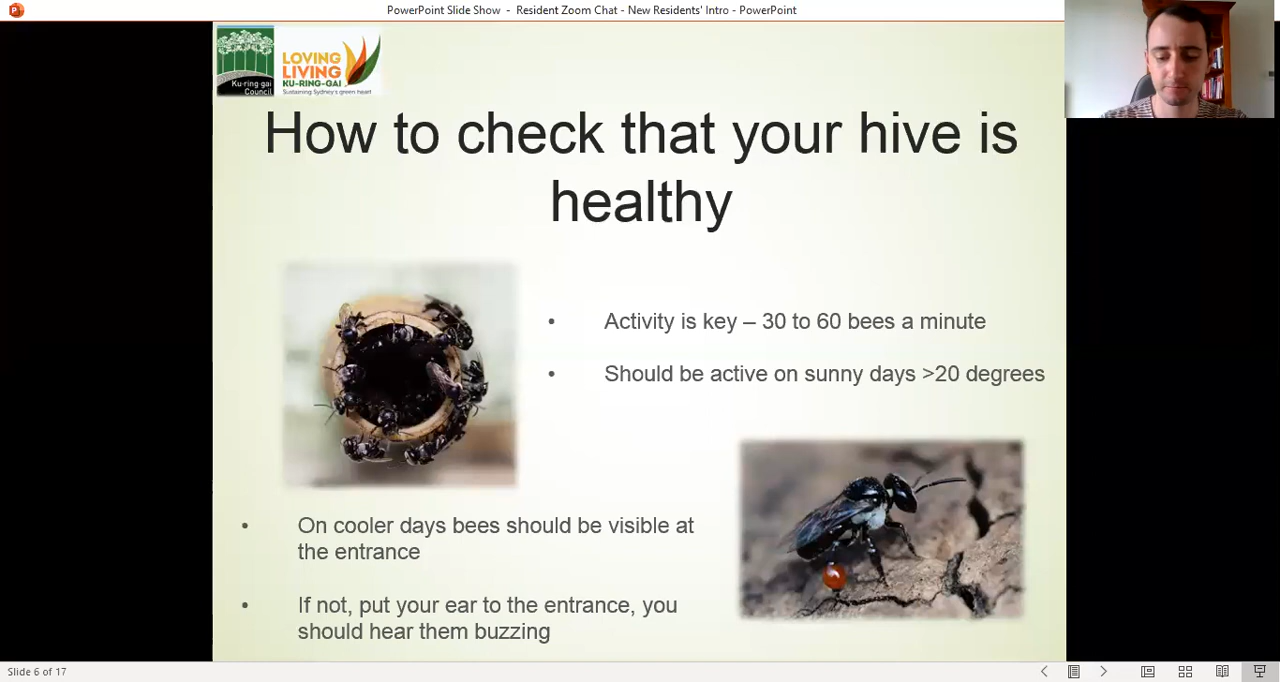 PowerPoint Slide Show - Resident Zoom Chat - New Residents' Intro - PowerPoint
Ku-ring gai
Council
LOVING
LIVING
KU-RING-GAI
Sustaining Sydney's green heart
How to check that your hive is
healthy
• Activity is key – 30 to 60 bees a minute
• Should be active on sunny days >20 degrees
• On cooler days bees should be visible at
the entrance
• If not, put your ear to the entrance, you
should hear them buzzing
Slide 6 of 17